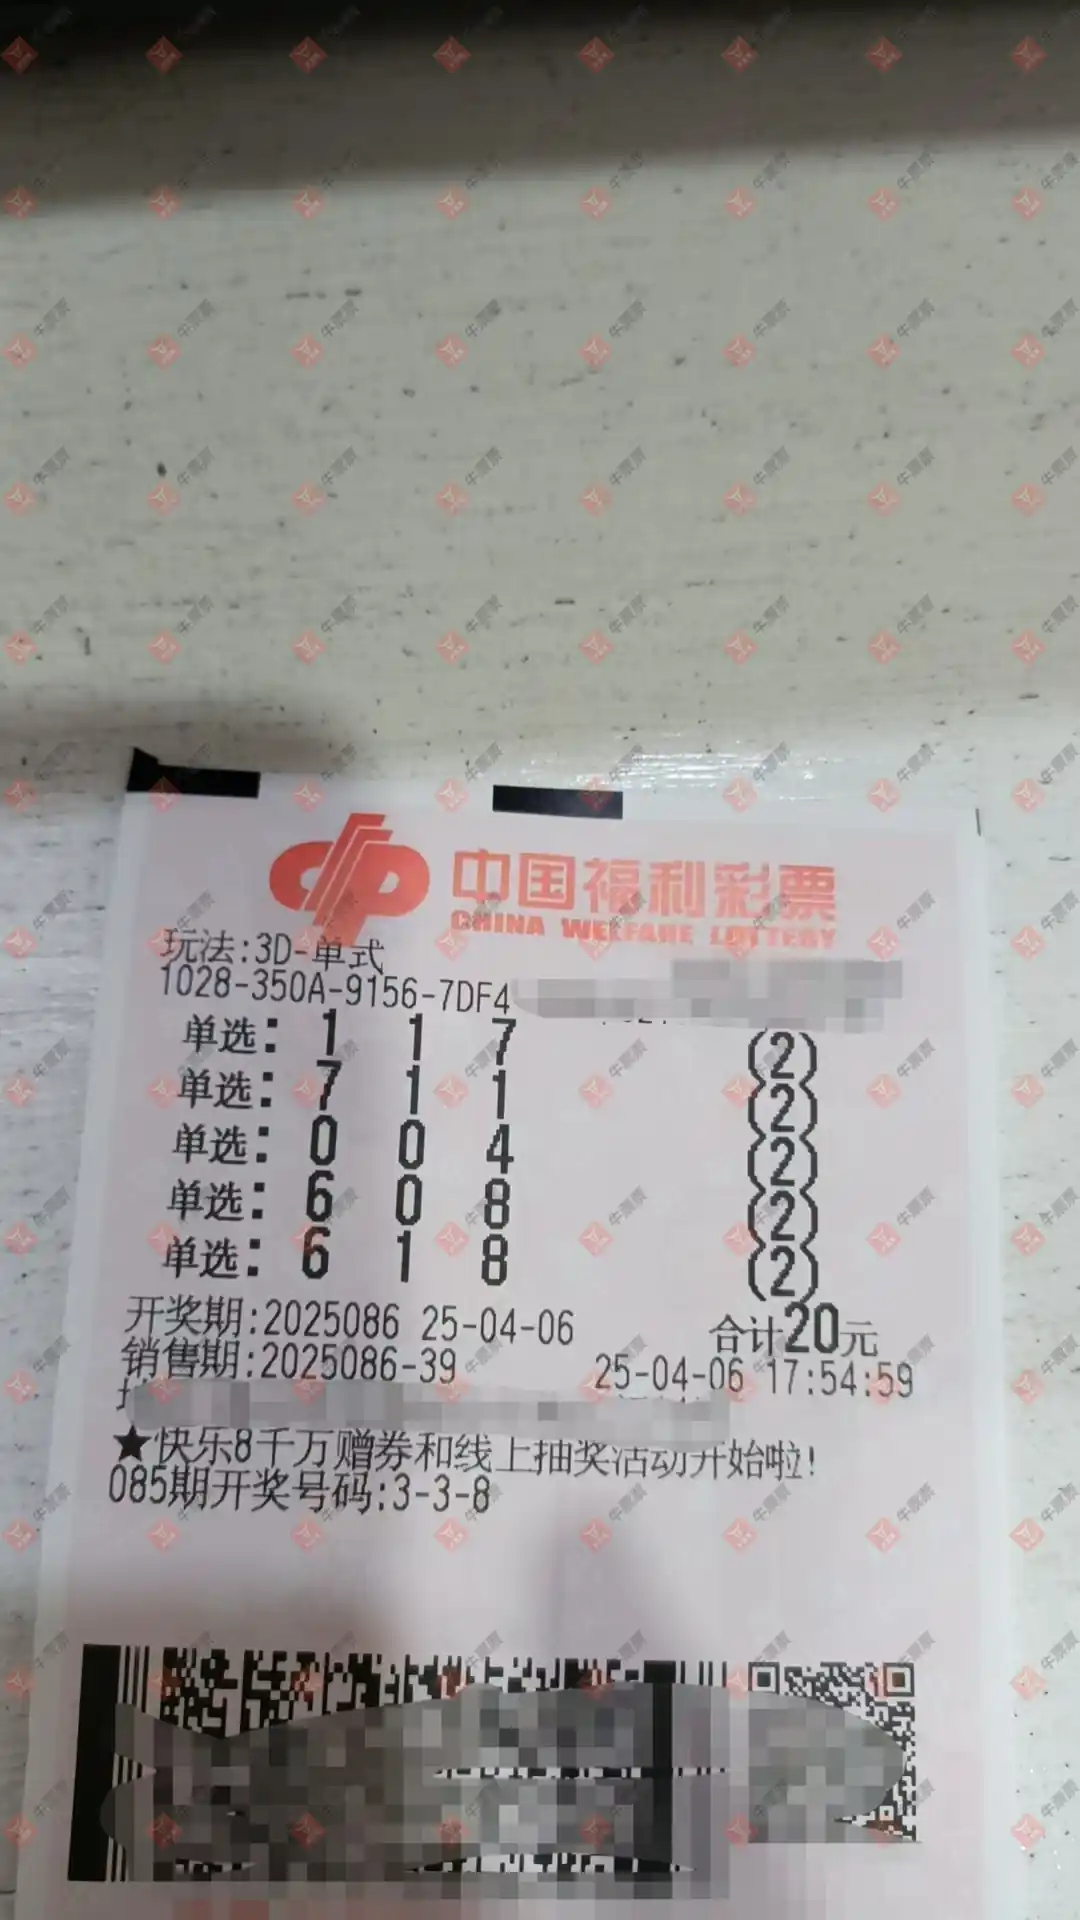 中国福利彩票
CHINA WELFARE LOTTERY
玩法:3D-单式
1028-350A-9156-7DF4
单选: 1 1 7 (2)
单选: 7 1 1 (2)
单选: 0 0 4 (2)
单选: 6 0 8 (2)
单选: 6 1 8 (2)
开奖期:2025086 25-04-06 合计20元
销售期:2025086-39 25-04-06 17:54:59
★快乐8千万赠券和线上抽奖活动开始啦!
085期开奖号码:3-3-8